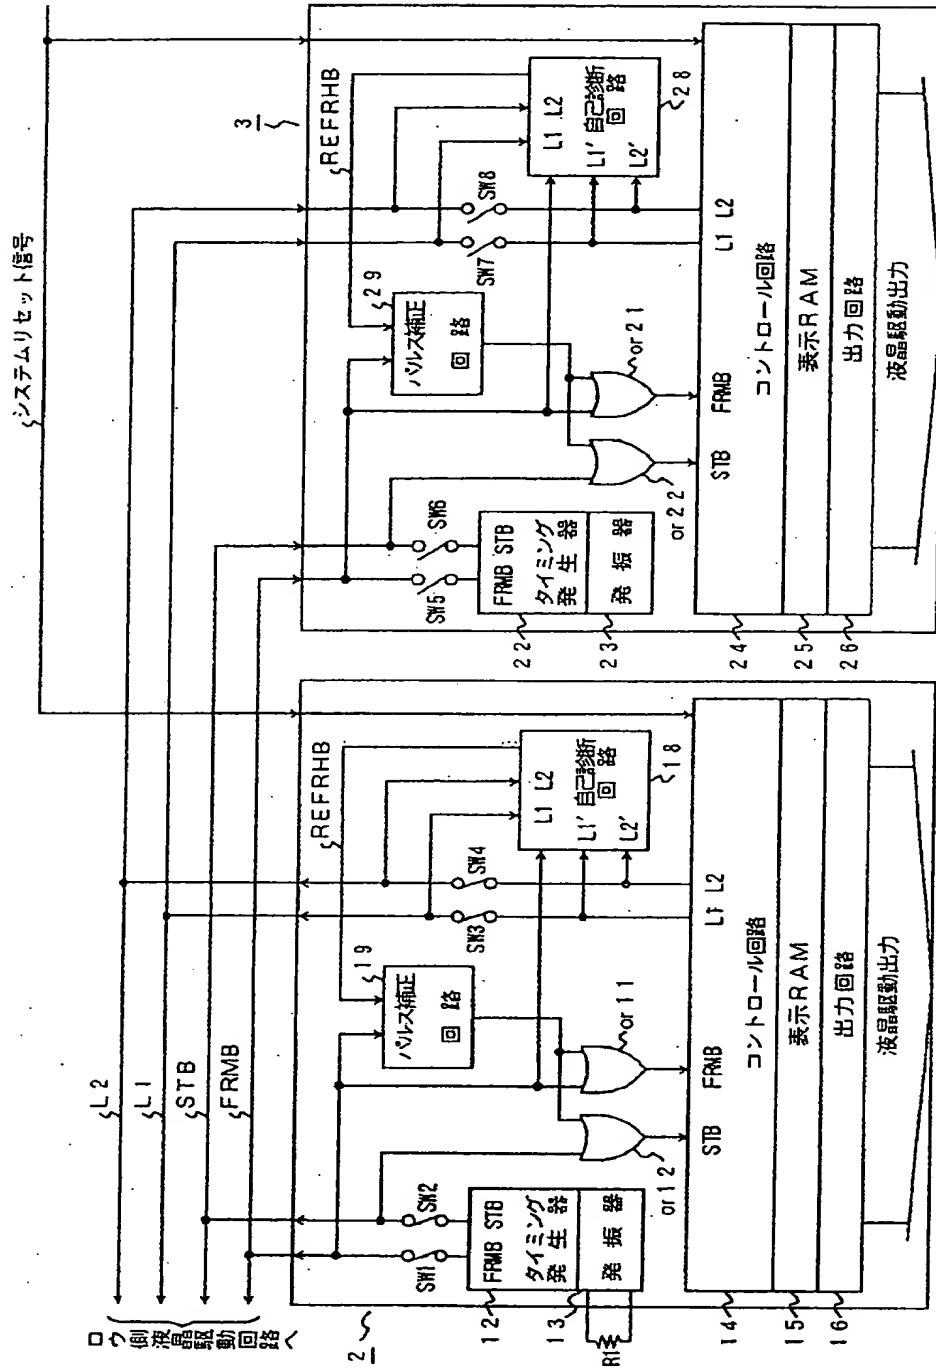 システムリセット信号
3
REFRHB
L1 L2
自己診断回路
L1'
L2'
28
SW8
SW7
29
パルス補正回路
or21
or22
SW6
SW5
FRMB STB
タイミング発生器
発振器
22
23
STB
FRMB
L1 L2
コントロール回路
表示RAM
出力回路
液晶駆動出力
24
25
26
L2
L1
STB
FRMB
ロウ側液晶駆動回路へ
2
REFRHB
L1 L2
自己診断回路
L1'
L2'
18
SW4
SW3
19
パルス補正回路
or11
or12
SW2
SW1
FRMB STB
タイミング発生器
発振器
12
13
R1
STB
FRMB
L1 L2
コントロール回路
表示RAM
出力回路
液晶駆動出力
14
15
16